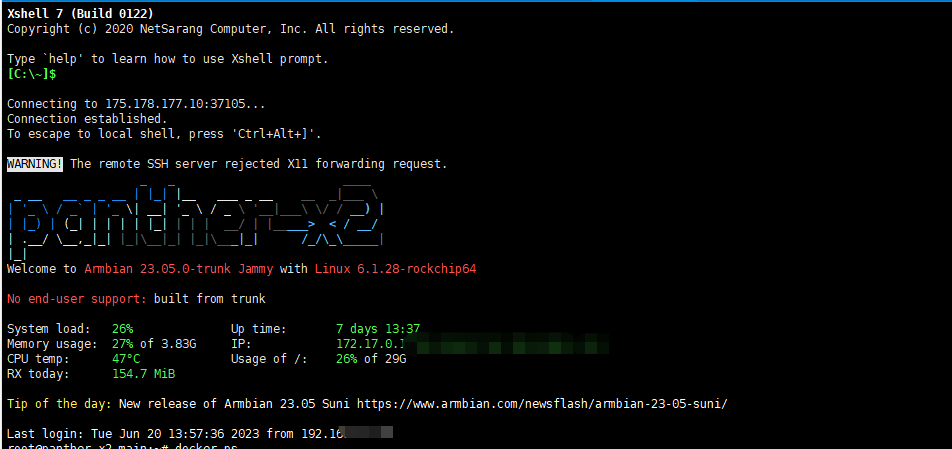 Xshell 7 (Build 0122)
Copyright (c) 2020 NetSarang Computer, Inc. All rights reserved.
Type `help' to learn how to use Xshell prompt.
[C:\~]$
Connecting to 175.178.177.10:37105...
Connection established.
To escape to local shell, press 'Ctrl+Alt+]'.
WARNING! The remote SSH server rejected X11 forwarding request.
panther-x2
Welcome to Armbian 23.05.0-trunk Jammy with Linux 6.1.28-rockchip64
No end-user support: built from trunk
System load: 26% Up time: 7 days 13:37
Memory usage: 27% of 3.83G IP: 172.17.0.1
CPU temp: 47°C Usage of /: 26% of 29G
RX today: 154.7 MiB
Tip of the day: New release of Armbian 23.05 Suni https://www.armbian.com/newsflash/armbian-23-05-suni/
Last login: Tue Jun 20 13:57:36 2023 from 192.16
root@panther-x2-main:~# docker ps